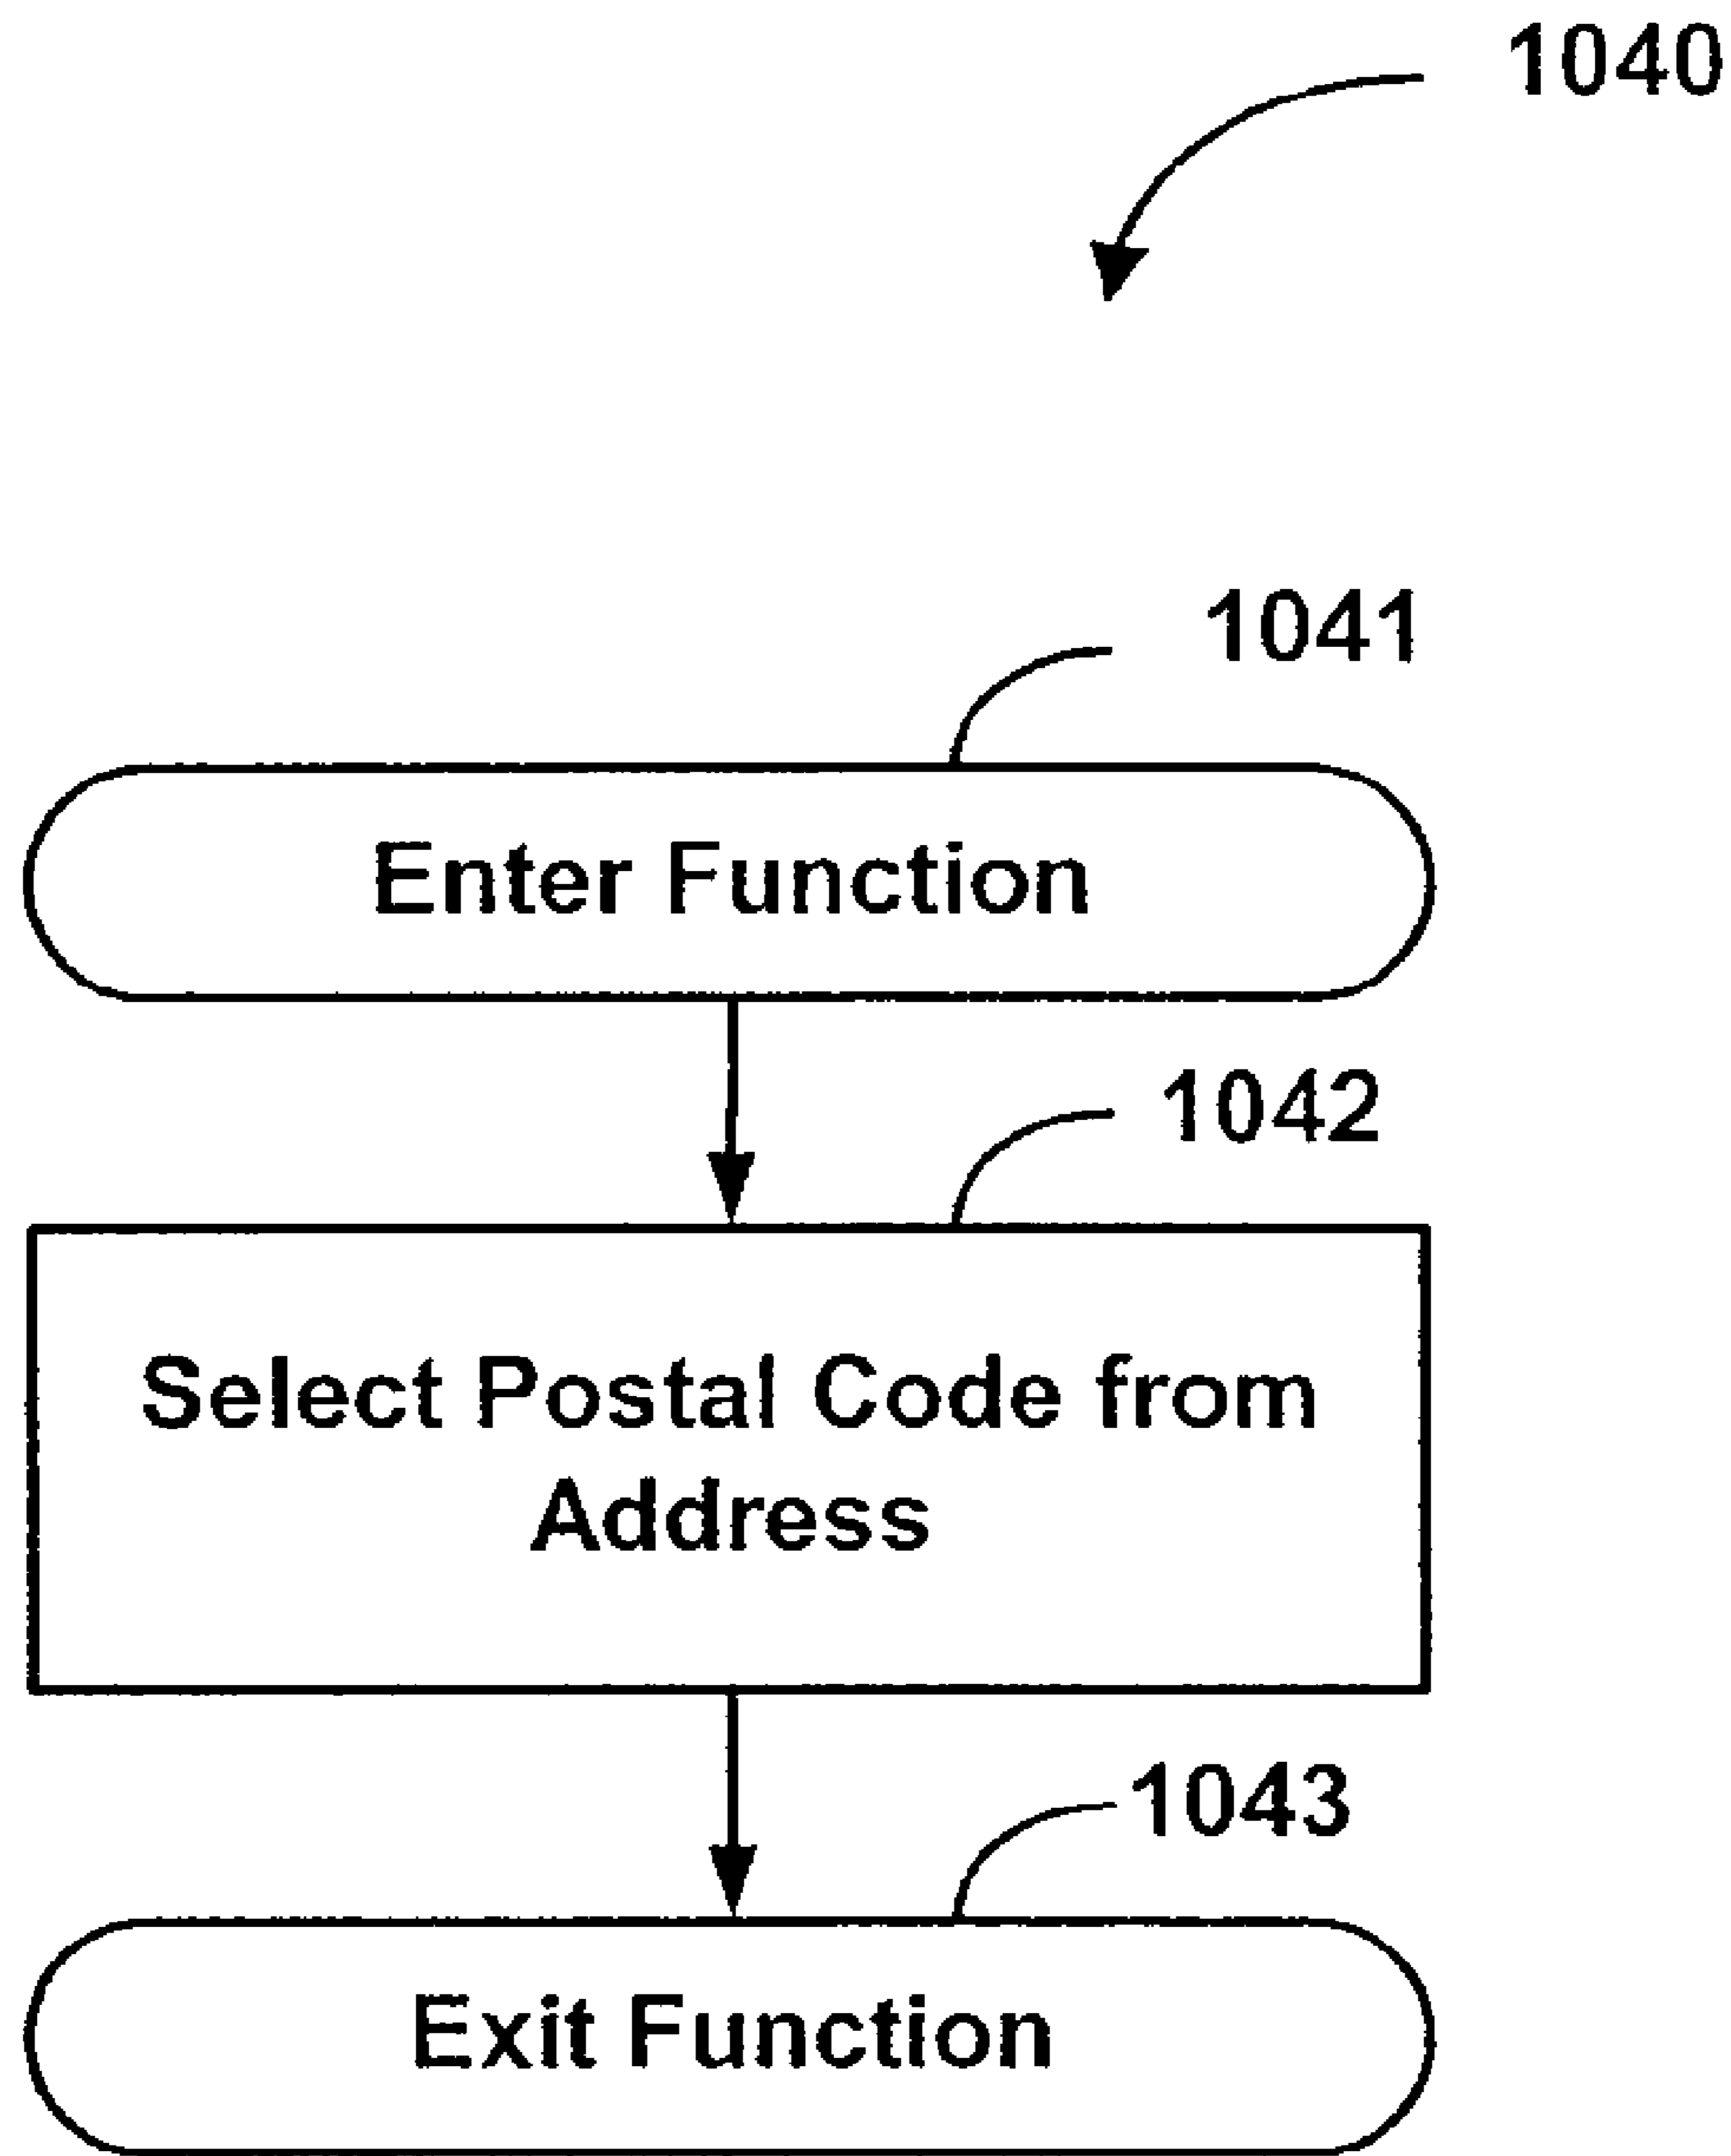 1040
1041
Enter Function
1042
Select Postal Code from
Address
1043
Exit Function